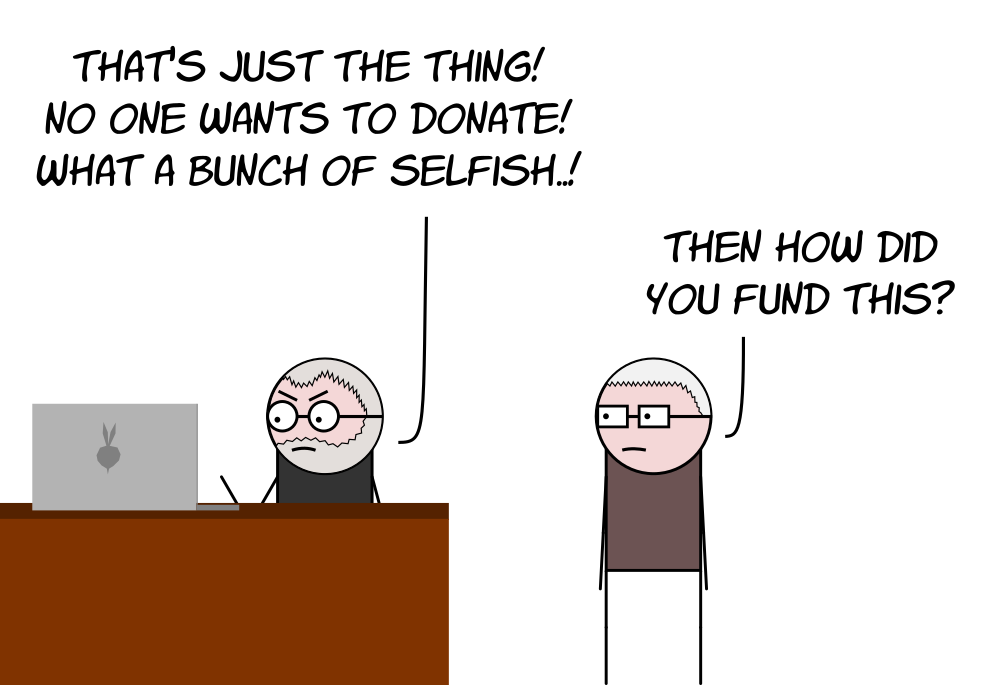 THAT'S JUST THE THING!
NO ONE WANTS TO DONATE!
WHAT A BUNCH OF SELFISH..!
THEN HOW DID
YOU FUND THIS?